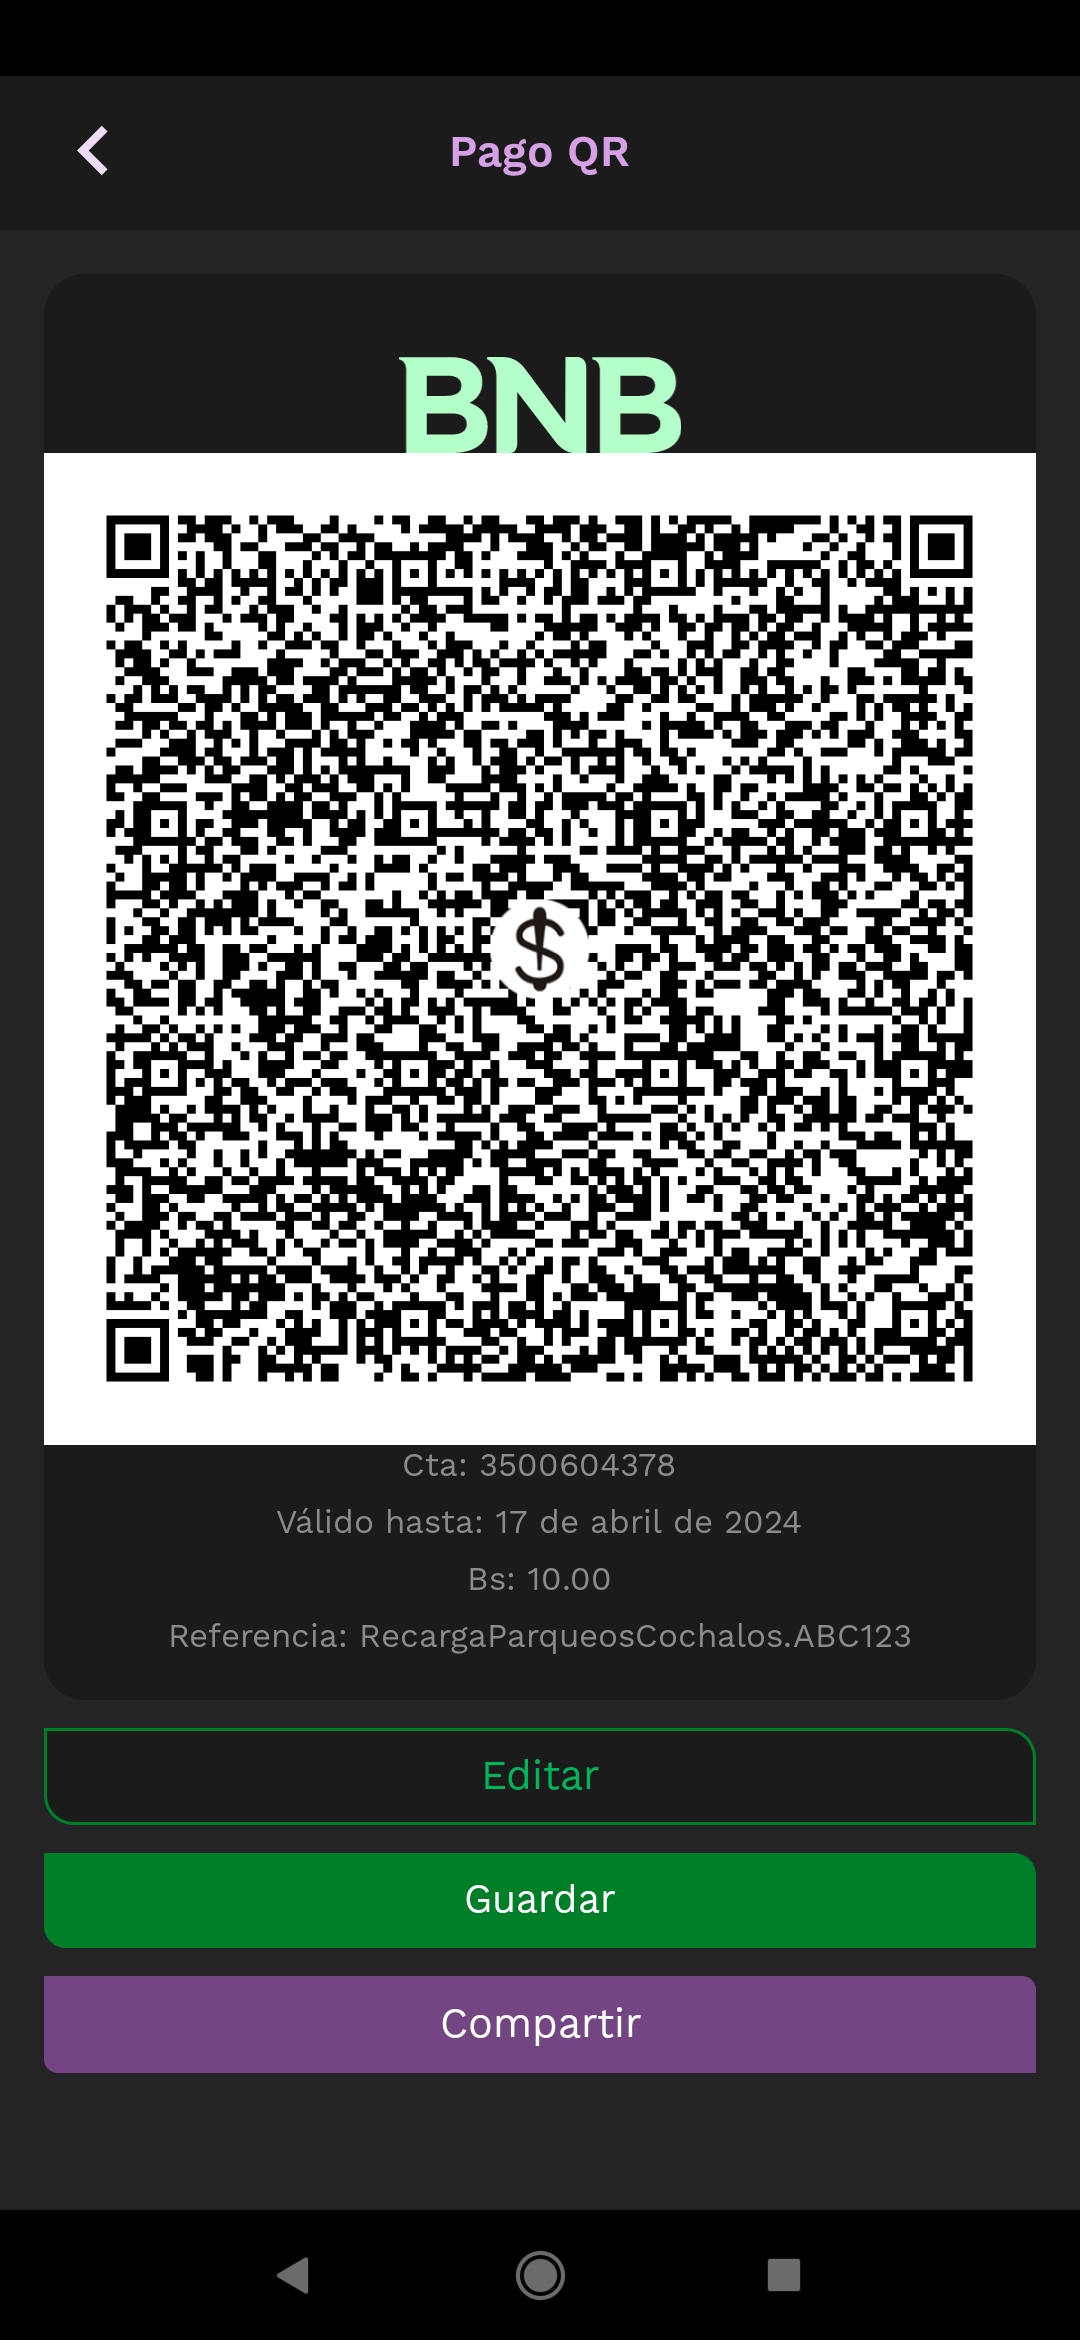 Pago QR
BNB
$
Cta: 3500604378
Válido hasta: 17 de abril de 2024
Bs: 10.00
Referencia: RecargaParqueosCochalos.ABC123
Editar
Guardar
Compartir